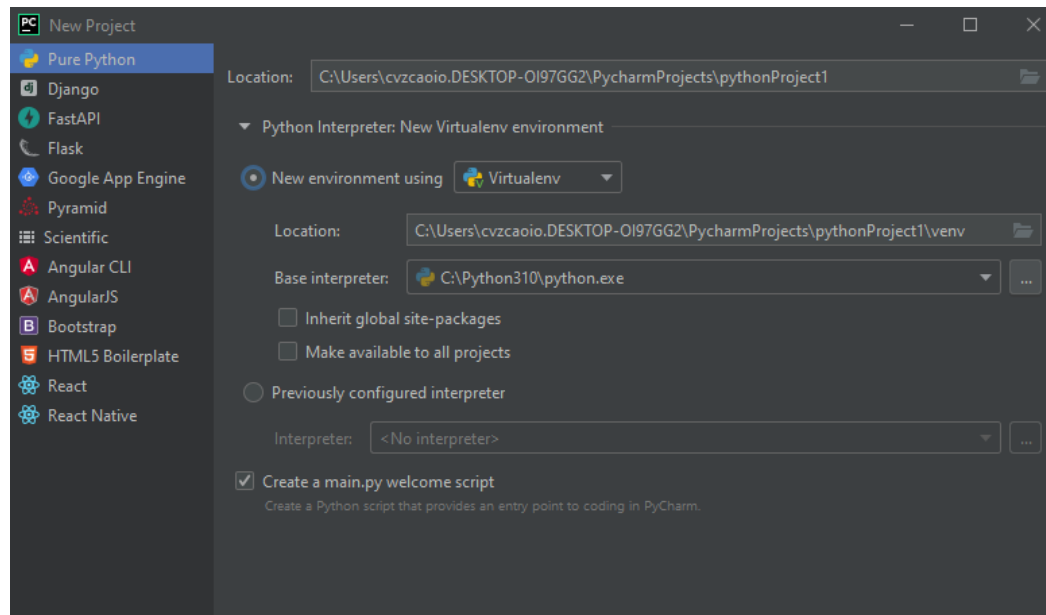 New Project
Pure Python
Django
FastAPI
Flask
Google App Engine
Pyramid
Scientific
Angular CLI
AngularJS
Bootstrap
HTML5 Boilerplate
React
React Native
Location: C:\Users\cvzcaoio.DESKTOP-OI97GG2\PycharmProjects\pythonProject1
Python Interpreter: New Virtualenv environment
New environment using Virtualenv
Location: C:\Users\cvzcaoio.DESKTOP-OI97GG2\PycharmProjects\pythonProject1\venv
Base interpreter: C:\Python310\python.exe
...
Inherit global site-packages
Make available to all projects
Previously configured interpreter
Interpreter: <No interpreter>
...
Create a main.py welcome script
Create a Python script that provides an entry point to coding in PyCharm.